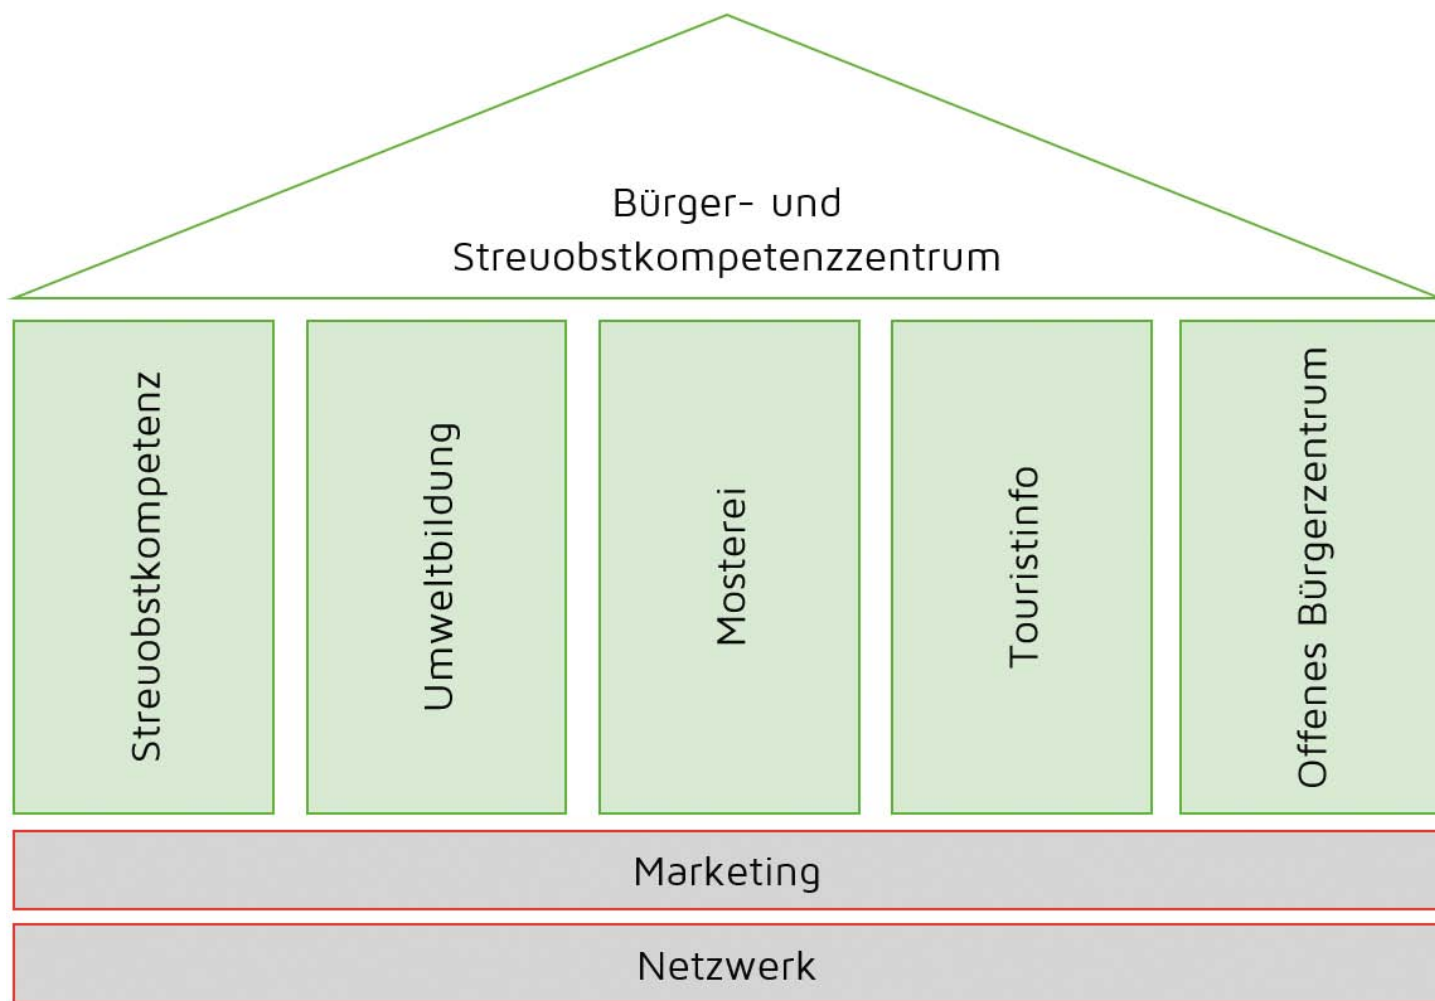 Bürger- und
Streuobstkompetenzzentrum
Streuobstkompetenz
Umweltbildung
Mosterei
Touristinfo
Offenes Bürgerzentrum
Marketing
Netzwerk